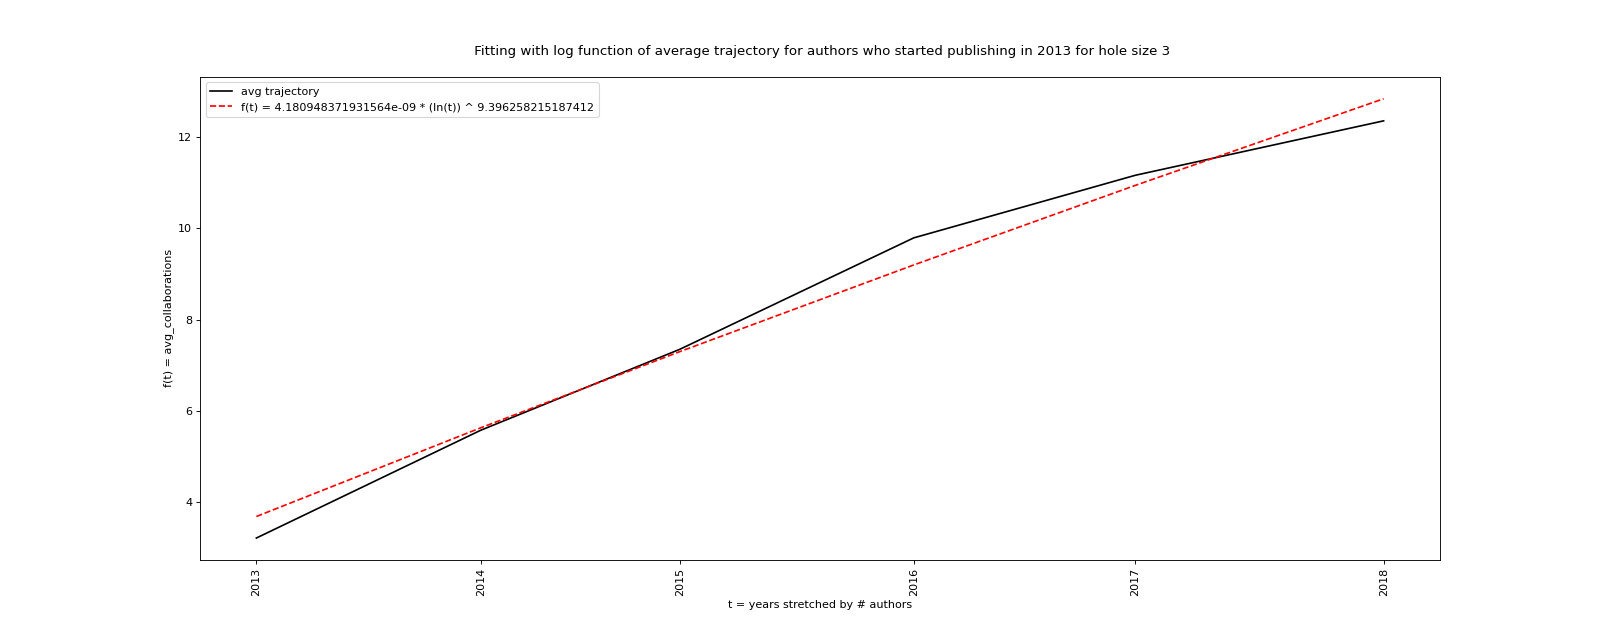 Fitting with log function of average trajectory for authors who started publishing in 2013 for hole size 3
avg trajectory
f(t) = 4.180948371931564e-09 * (ln(t)) ^ 9.396258215187412
12
10
8
6
4
f(t) = avg_collaborations
2013
2014
2015
2016
2017
2018
t = years stretched by # authors